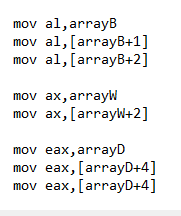 mov al,arrayB
mov al,[arrayB+1]
mov al,[arrayB+2]
mov ax,arrayW
mov ax,[arrayW+2]
mov eax,arrayD
mov eax,[arrayD+4]
mov eax,[arrayD+4]